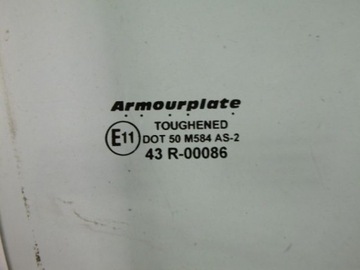 Armourplate
TOUGHENED
E11 DOT 50 M584 AS-2
43 R-00086